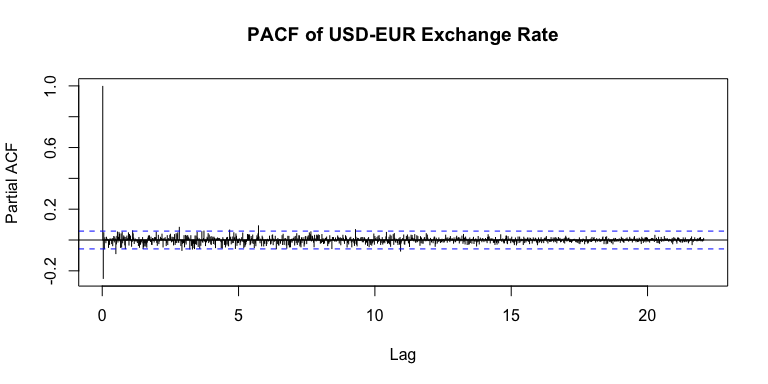 PACF of USD-EUR Exchange Rate
Partial ACF
1.0
0.6
0.2
-0.2
0 5 10 15 20
Lag